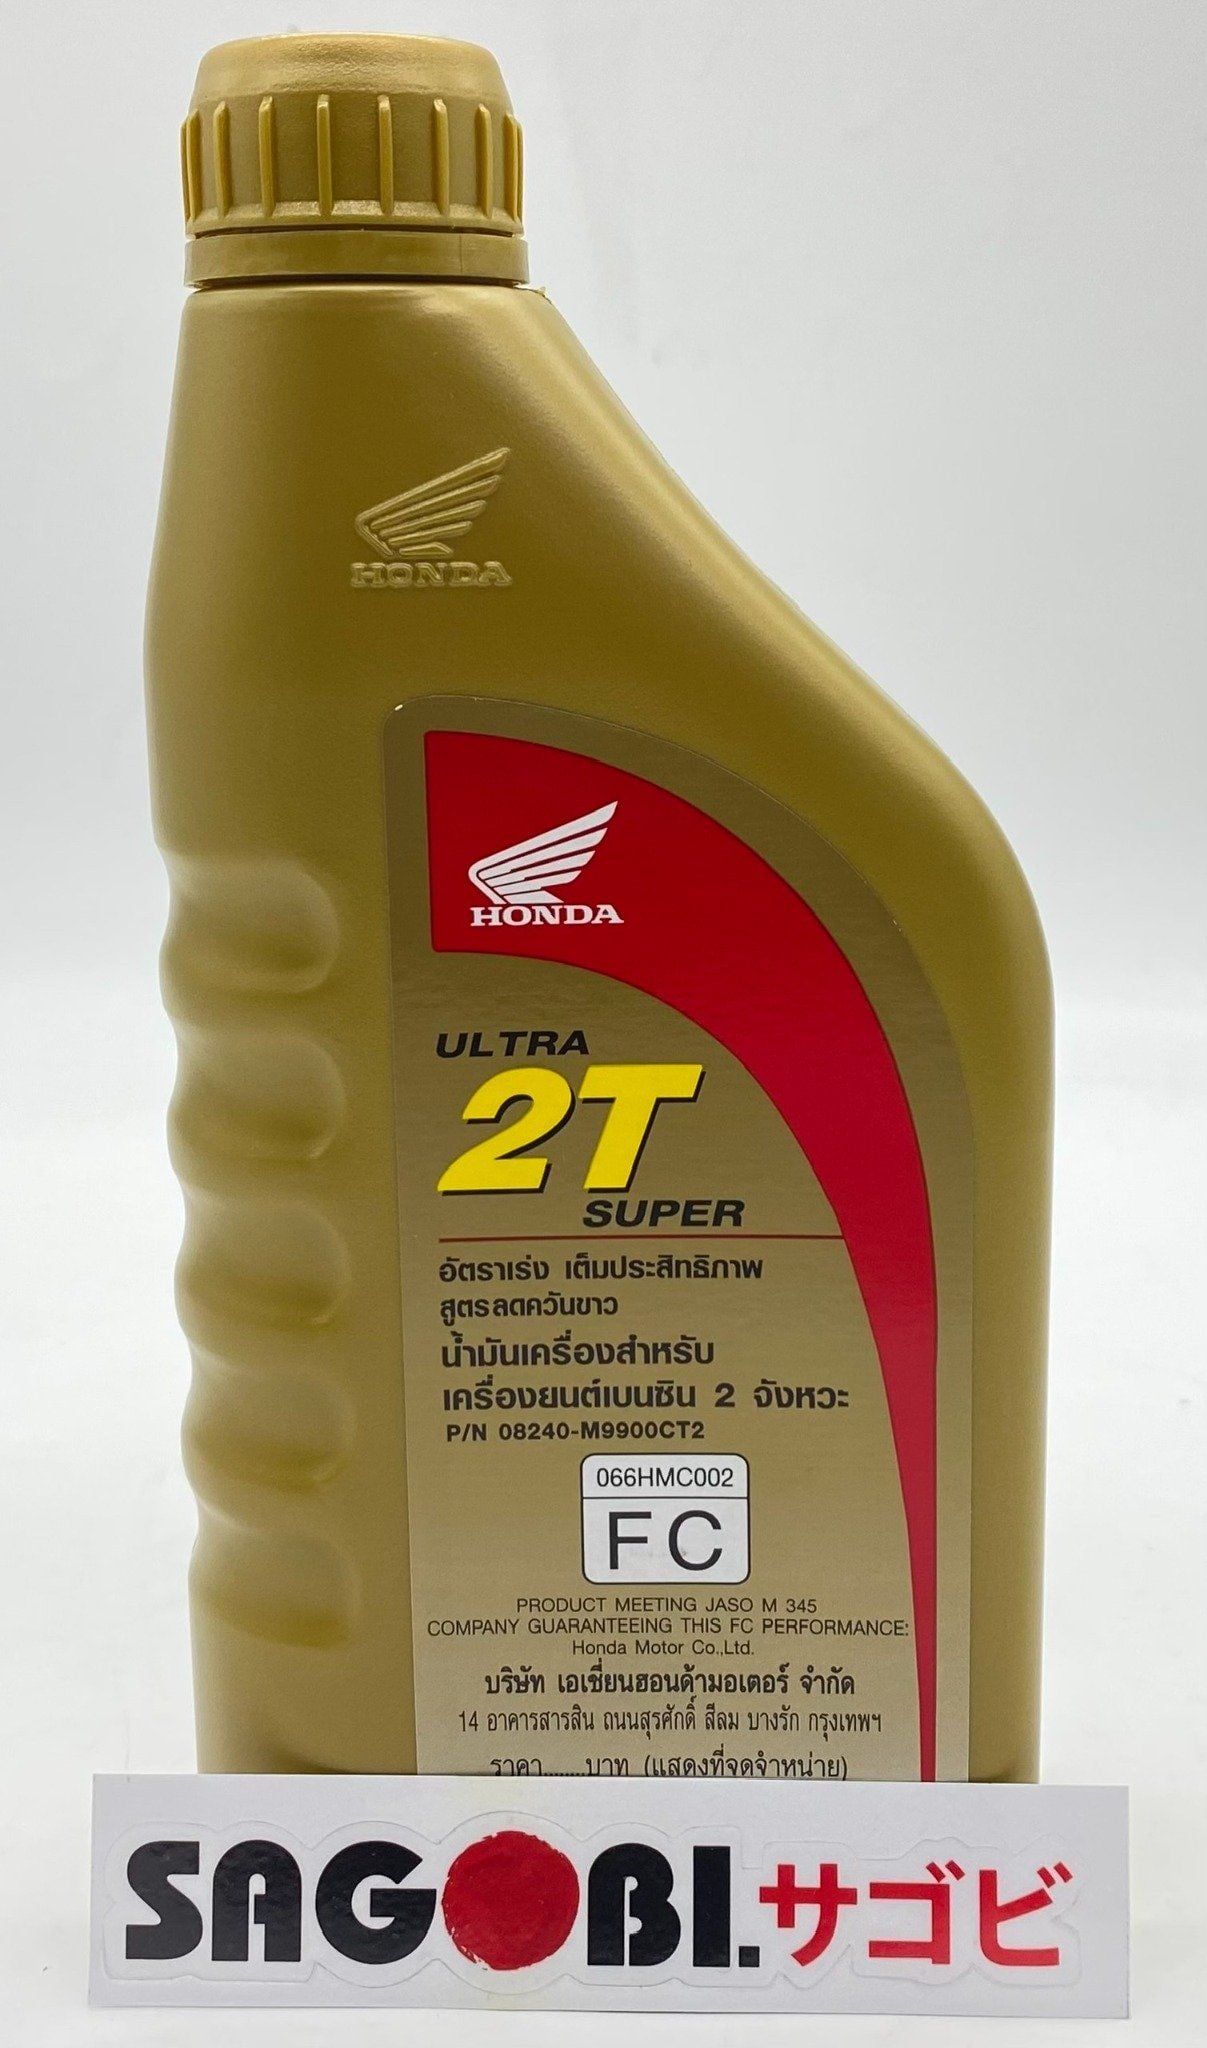 HONDA
HONDA
ULTRA
2T
SUPER
อัตราเร่ง เต็มประสิทธิภาพ
สูตรลดควันขาว
น้ำมันเครื่องสำหรับ
เครื่องยนต์เบนซิน 2 จังหวะ
P/N 08240-M9900CT2
066HMC002
FC
PRODUCT MEETING JASO M 345
COMPANY GUARANTEEING THIS FC PERFORMANCE:
Honda Motor Co.,Ltd.
บริษัท เอเชี่ยนฮอนด้ามอเตอร์ จำกัด
14 อาคารสารสิน ถนนสุรศักดิ์ สีลม บางรัก กรุงเทพฯ
ราคา........บาท (แสดงที่จุดจำหน่าย)
SAGOBI.サゴビ